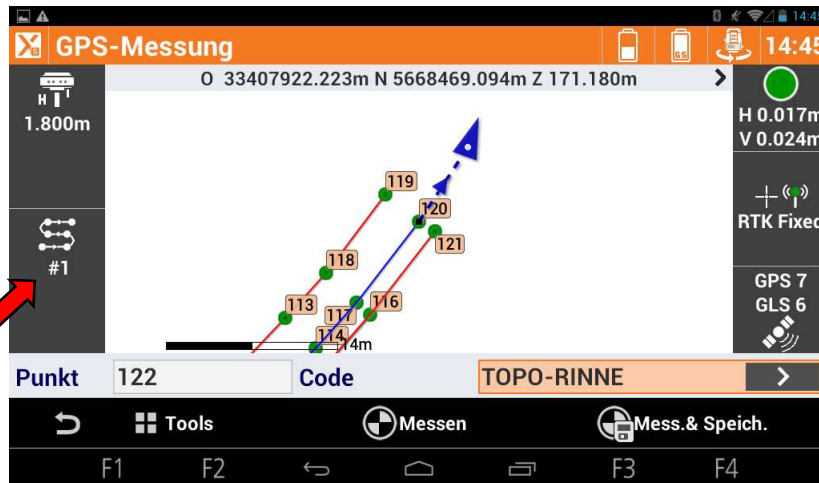 14:45
GPS-Messung
GS
14:45
O 33407922.223m N 5668469.094m Z 171.180m
H
1.800m
H 0.017m
V 0.024m
119
120
121
RTK Fixed
118
#1
113
117
116
114
14m
GPS 7
GLS 6
Punkt 122 Code TOPO-RINNE
Tools Messen Mess.& Speich.
F1 F2 F3 F4